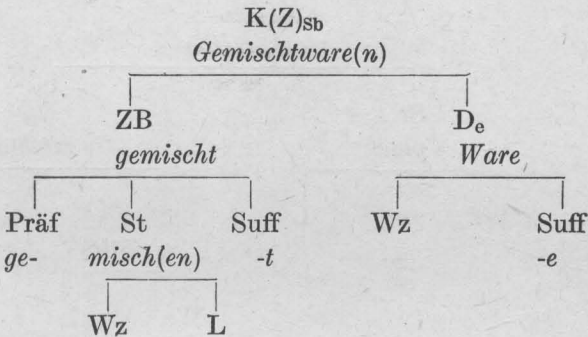 K(Z)Sb
Gemischtware(n)
ZB De
gemischt Ware
Präf St Suff Wz Suff
ge- misch(en) -t -e
Wz L